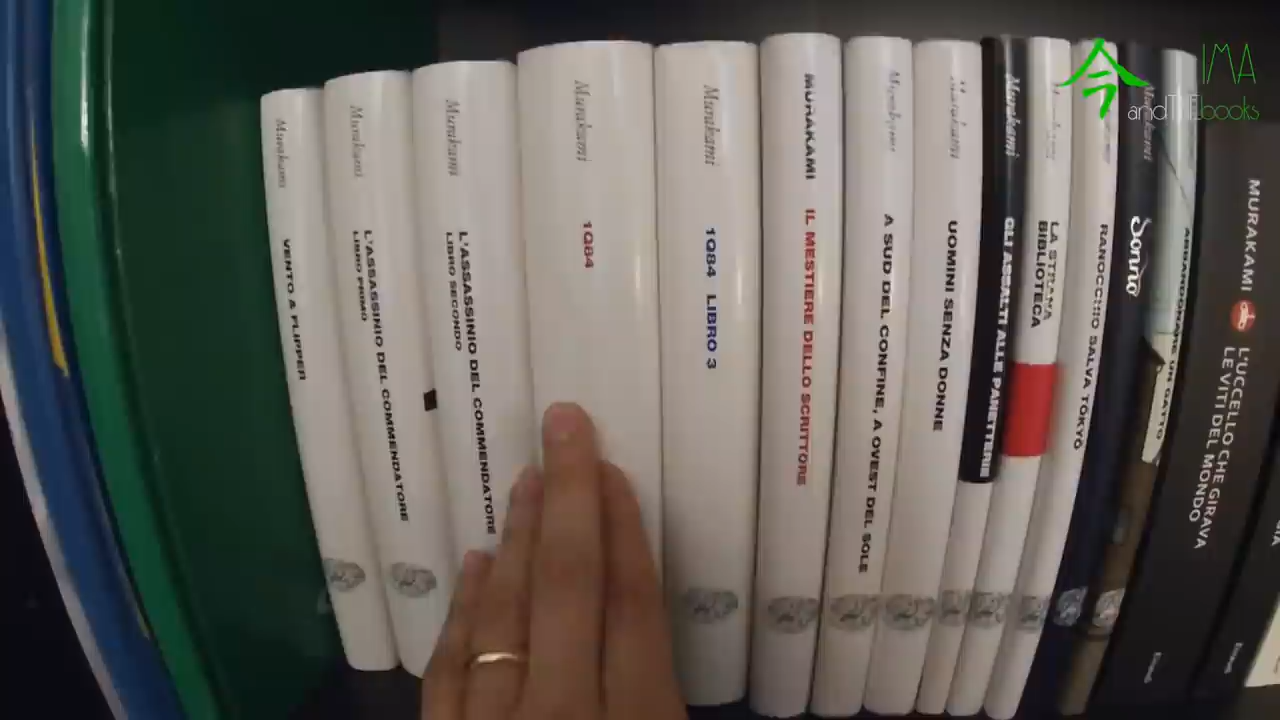 Murakami
VENTO & FLIPPER
Murakami
L'ASSASSINIO DEL COMMENDATORE
LIBRO PRIMO
Murakami
L'ASSASSINIO DEL COMMENDATORE
LIBRO SECONDO
Murakami
1Q84
Murakami
1Q84 LIBRO 3
MURAKAMI
IL MESTIERE DELLO SCRITTORE
Murakami
A SUD DEL CONFINE, A OVEST DEL SOLE
Murakami
UOMINI SENZA DONNE
Murakami
GLI ASSALTI ALLE PANETTERIE
Murakami
LA STRANA
BIBLIOTECA
RANOCCHIO SALVA TOKYO
Murakami
Sonno
ABBANDONARE UN GATTO
MURAKAMI
L'UCCELLO CHE GIRAVA
LE VITI DEL MONDO
今
IMA
andTHEbooks